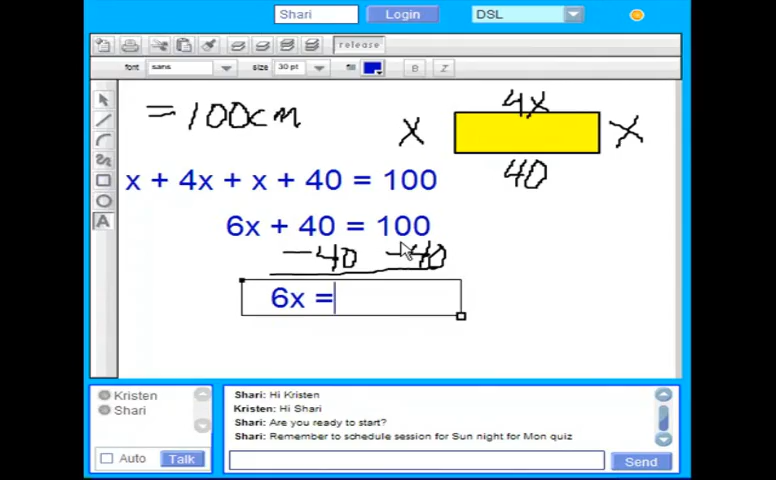 Shari Login DSL
release
font sans size 30 pt fill B Z
= 100cm
4x
x x
40
x + 4x + x + 40 = 100
6x + 40 = 100
-40 -40
6x =
Kristen
Shari
Auto Talk
Shari: Hi Kristen
Kristen: Hi Shari
Shari: Are you ready to start?
Shari: Remember to schedule session for Sun night for Mon quiz
Send
A